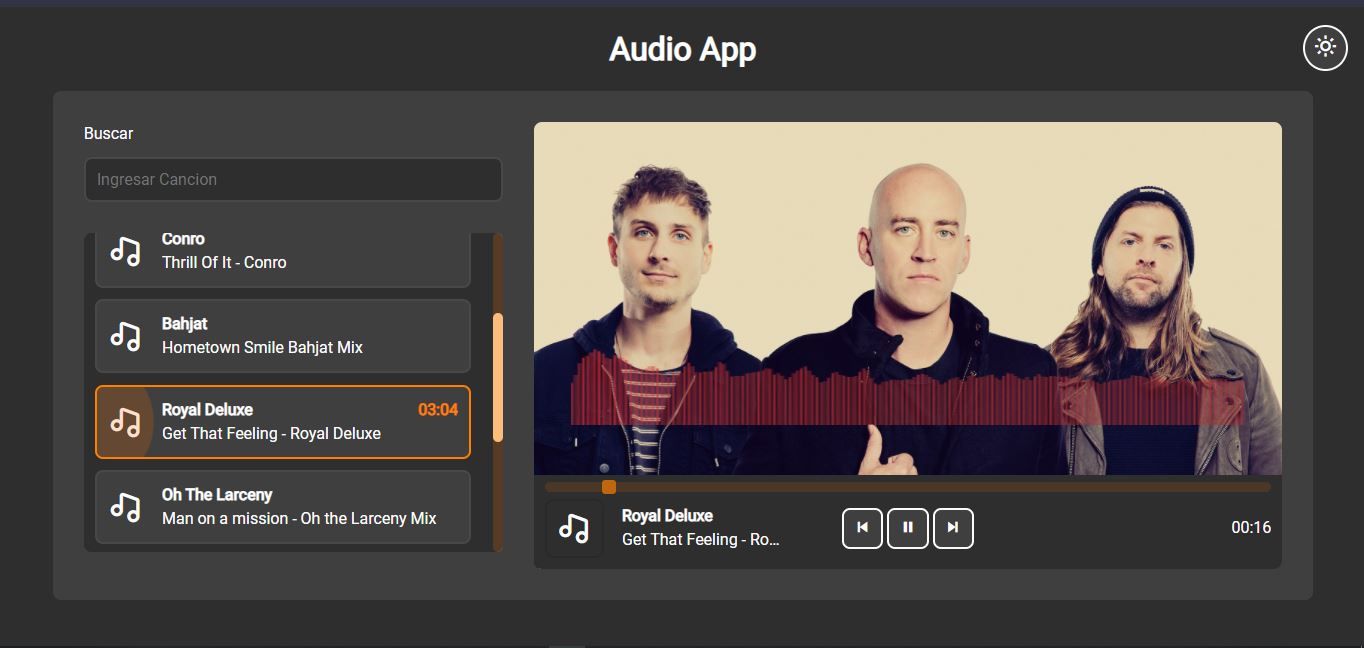 Audio App
Buscar
Ingresar Cancion
Conro
Thrill Of It - Conro
Bahjat
Hometown Smile Bahjat Mix
Royal Deluxe
03:04
Get That Feeling - Royal Deluxe
Oh The Larceny
Man on a mission - Oh the Larceny Mix
Royal Deluxe
Get That Feeling - Ro...
00:16